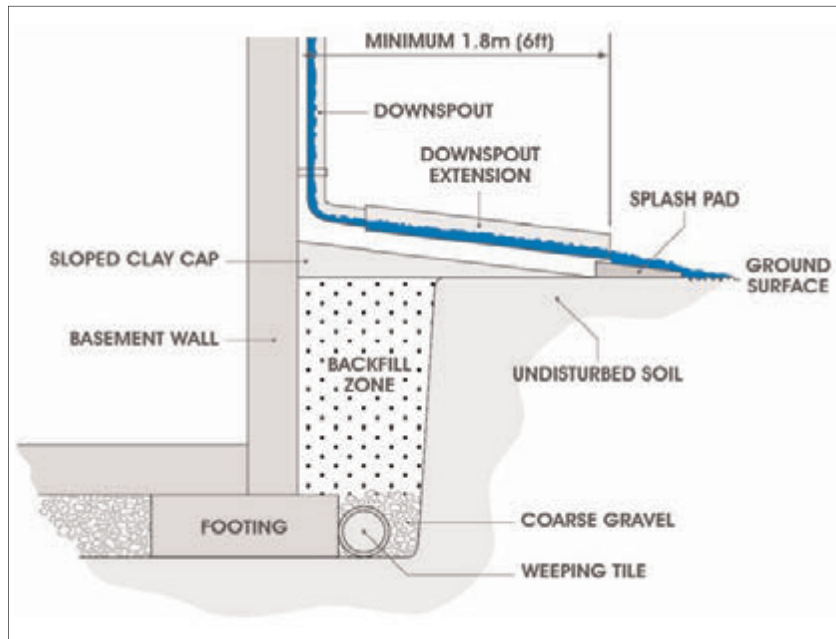 MINIMUM 1.8m (6ft)
DOWNSPOUT
DOWNSPOUT
EXTENSION
SPLASH PAD
SLOPED CLAY CAP
GROUND
SURFACE
BASEMENT WALL
BACKFILL
ZONE
UNDISTURBED SOIL
FOOTING
COARSE GRAVEL
WEEPING TILE